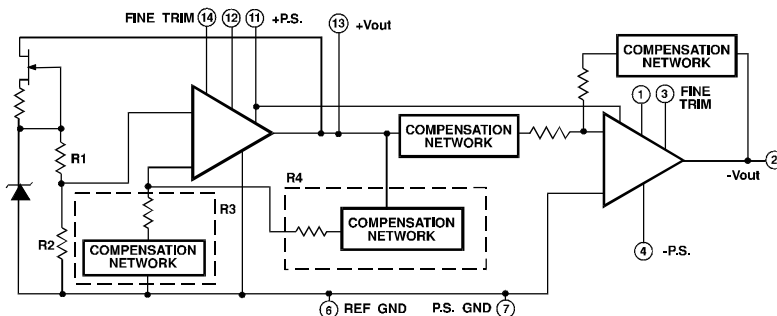 FINE TRIM 14 12 11 +P.S.
13 +Vout
COMPENSATION
NETWORK
1 3 FINE
TRIM
COMPENSATION
NETWORK
R1
R4
R3
COMPENSATION
NETWORK
R2
COMPENSATION
NETWORK
2
-Vout
4 -P.S.
6 REF GND P.S. GND 7